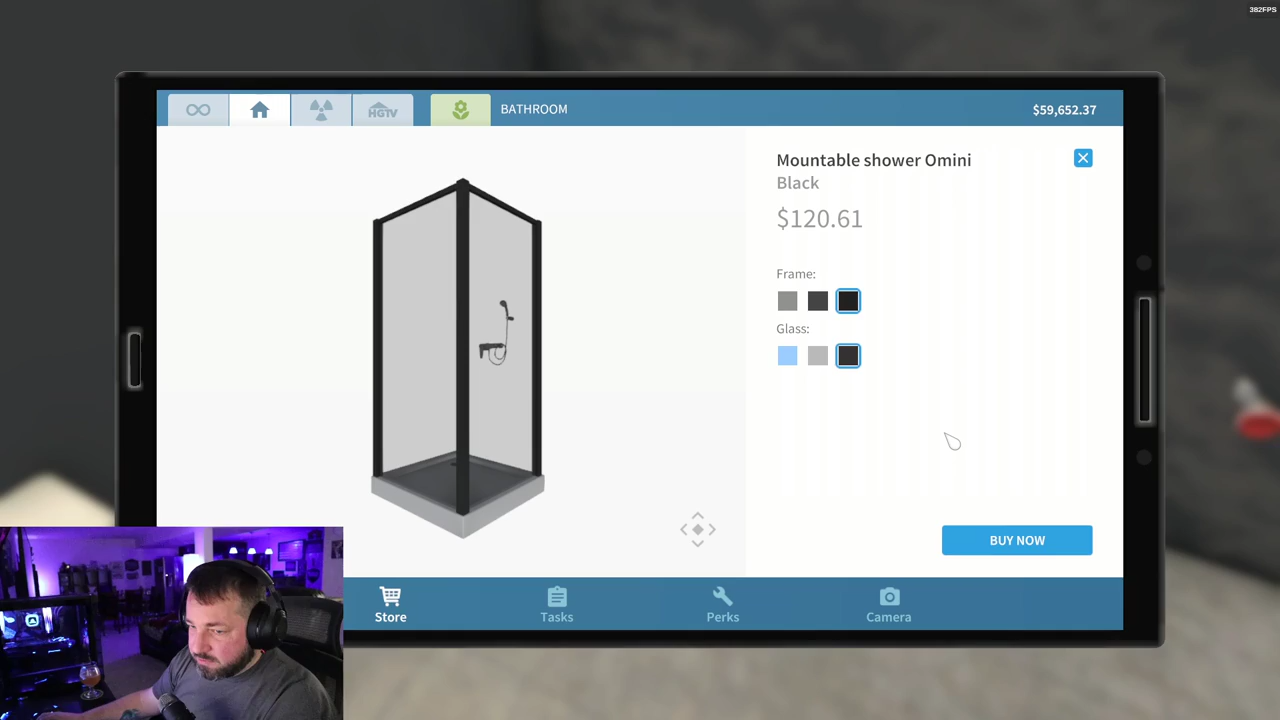 382FPS
HGTV
BATHROOM
$59,652.37
Mountable shower Omini
Black
$120.61
Frame:
Glass:
BUY NOW
Store
Tasks
Perks
Camera